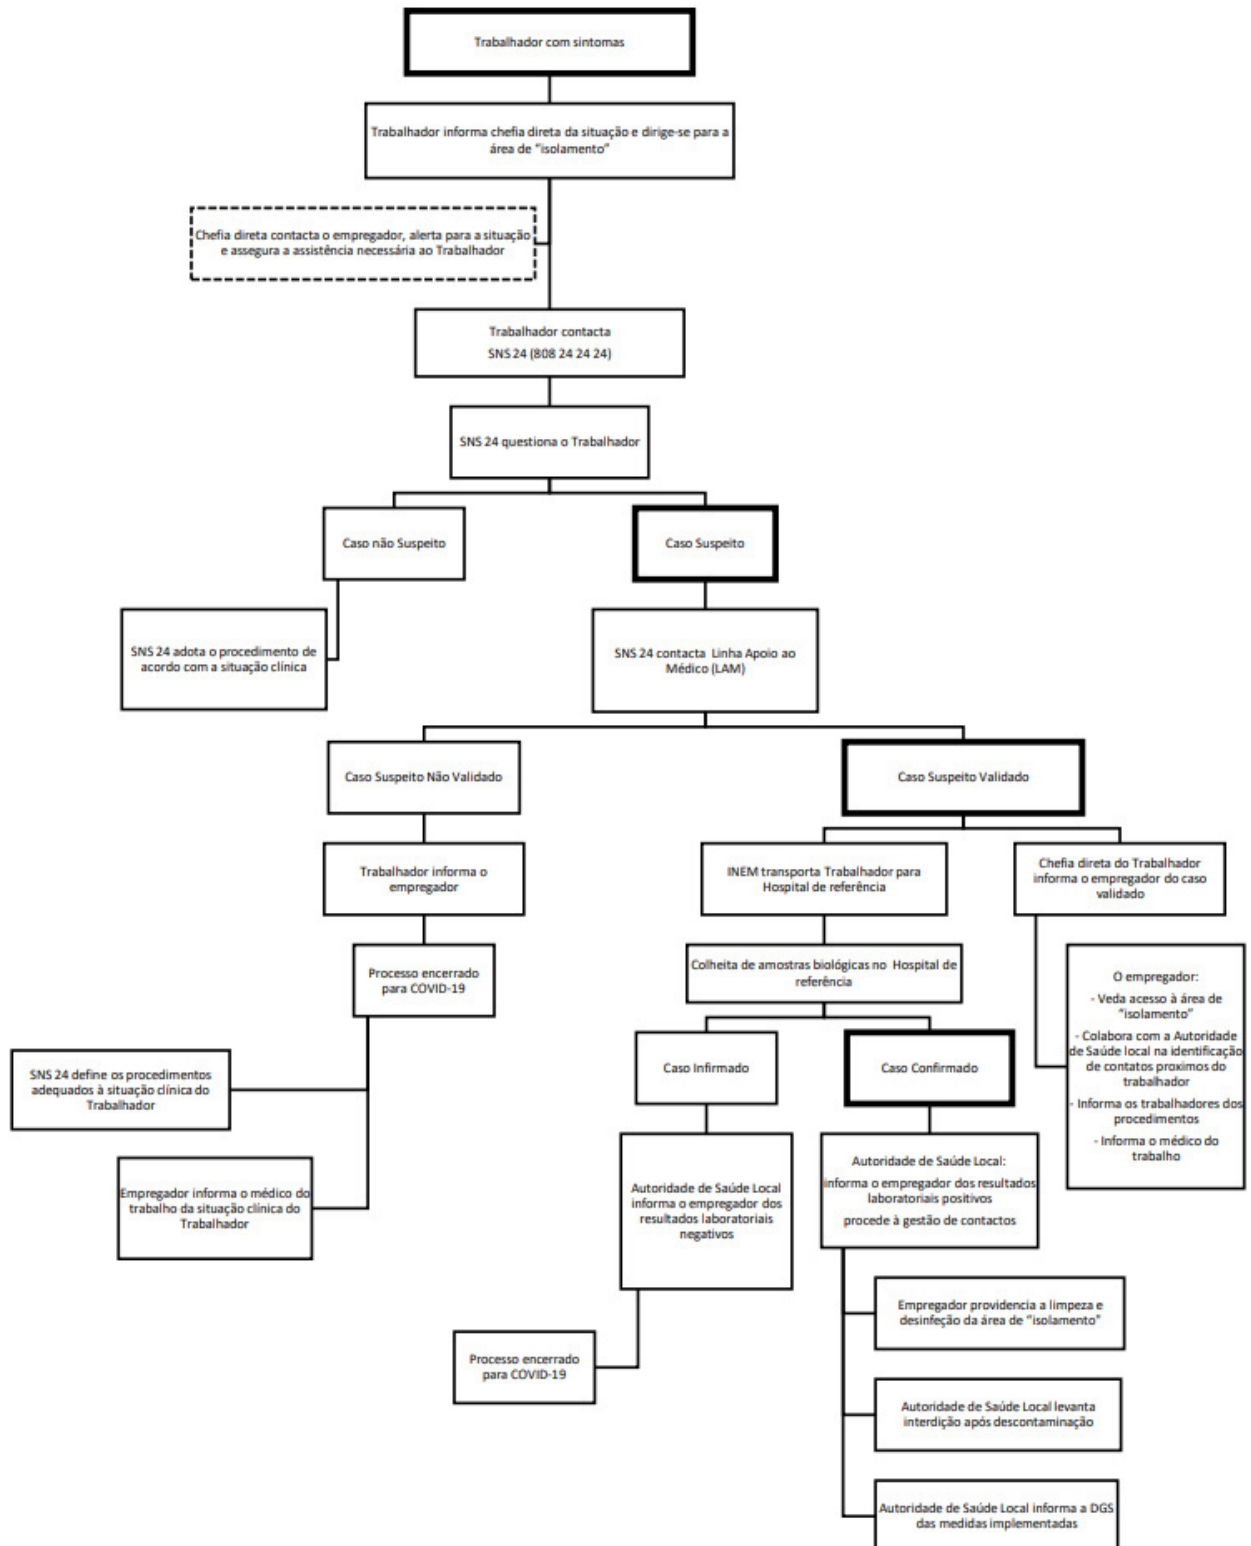 Trabalhador com sintomas
Trabalhador informa chefia direta da situação e dirige-se para a
área de “isolamento”
Chefia direta contacta o empregador, alerta para a situação
e assegura a assistência necessária ao Trabalhador
Trabalhador contacta
SNS 24 (808 24 24 24)
SNS 24 questiona o Trabalhador
Caso não Suspeito
Caso Suspeito
SNS 24 adota o procedimento de
acordo com a situação clínica
SNS 24 contacta Linha Apoio ao
Médico (LAM)
Caso Suspeito Não Validado
Caso Suspeito Validado
Trabalhador informa o
empregador
INEM transporta Trabalhador para
Hospital de referência
Chefia direta do Trabalhador
informa o empregador do caso
validado
Processo encerrado
para COVID-19
Colheita de amostras biológicas no Hospital de
referência
O empregador:
- Veda acesso à área de
“isolamento”
- Colabora com a Autoridade
de Saúde local na identificação
de contatos proximos do
trabalhador
- Informa os trabalhadores dos
procedimentos
- Informa o médico do
trabalho
SNS 24 define os procedimentos
adequados à situação clínica do
Trabalhador
Caso Infirmado
Caso Confirmado
Empregador informa o médico do
trabalho da situação clínica do
Trabalhador
Autoridade de Saúde Local
informa o empregador dos
resultados laboratoriais
negativos
Autoridade de Saúde Local:
informa o empregador dos resultados
laboratoriais positivos
procede à gestão de contactos
Empregador providencia a limpeza e
desinfeção da área de “isolamento”
Processo encerrado
para COVID-19
Autoridade de Saúde Local levanta
interdição após descontaminação
Autoridade de Saúde Local informa a DGS
das medidas implementadas